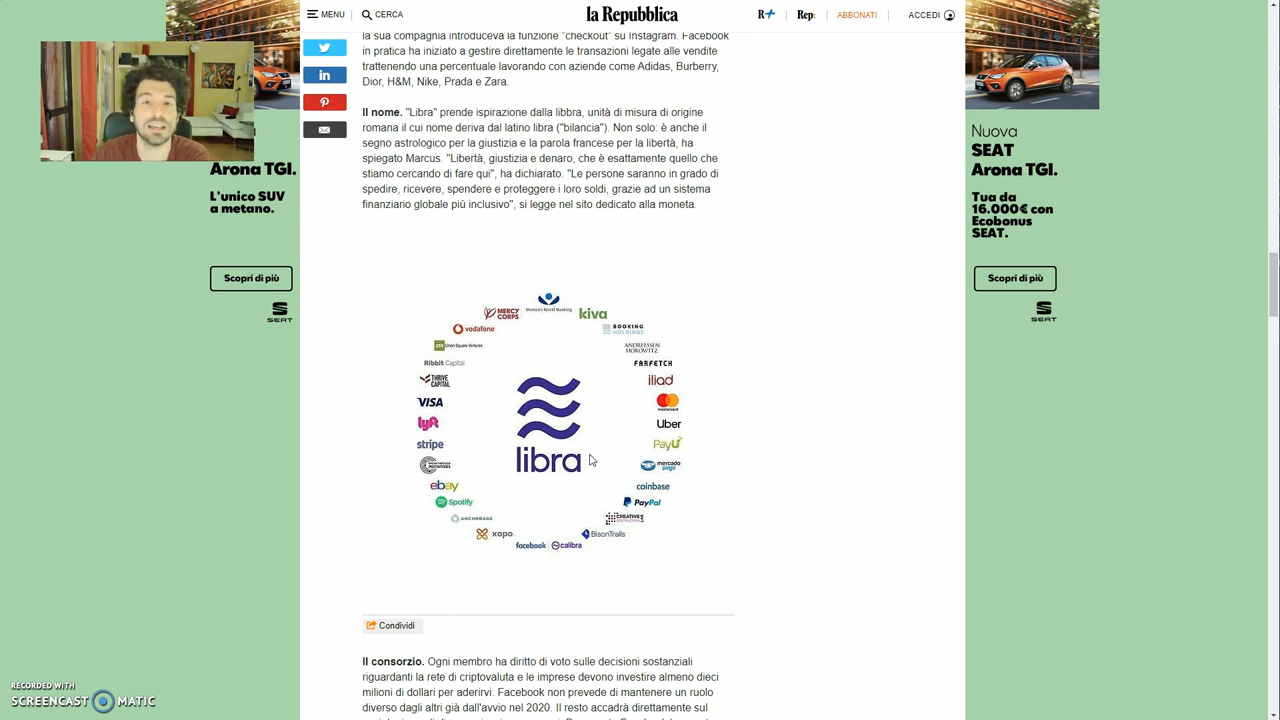 MENU
CERCA
la Repubblica
R+
Rep:
ABBONATI
ACCEDI
la sua compagnia introduceva la funzione "checkout" su Instagram. Facebook
in pratica ha iniziato a gestire direttamente le transazioni legate alle vendite
trattenendo una percentuale lavorando con aziende come Adidas, Burberry,
Dior, H&M, Nike, Prada e Zara.
Il nome. "Libra" prende ispirazione dalla libbra, unità di misura di origine
romana il cui nome deriva dal latino libra ("bilancia"). Non solo: è anche il
segno astrologico per la giustizia e la parola francese per la libertà, ha
spiegato Marcus. "Libertà, giustizia e denaro, che è esattamente quello che
stiamo cercando di fare qui", ha dichiarato. "Le persone saranno in grado di
spedire, ricevere, spendere e proteggere i loro soldi, grazie ad un sistema
finanziario globale più inclusivo", si legge nel sito dedicato alla moneta.
Arona TGI.
L'unico SUV
a metano.
Scopri di più
SEAT
Nuova
SEAT
Arona TGI.
Tua da
16.000€ con
Ecobonus
SEAT.
Scopri di più
SEAT
Women's World Banking
MERCY
CORPS
kiva
vodafone
BOOKING
HOLDINGS
Union Square Ventures
ANDREESSEN
HOROWITZ
Ribbit Capital
FARFETCH
THRIVE
CAPITAL
iliad
VISA
mastercard
lyft
Uber
stripe
PayU
BREAKTHROUGH
INITIATIVES
mercado
pago
ebay
coinbase
Spotify
PayPal
ANCHORAGE
CREATIVE
DESTRUCTION
xapo
BisonTrails
facebook
calibra
libra
Condividi
Il consorzio. Ogni membro ha diritto di voto sulle decisioni sostanziali
riguardanti la rete di criptovaluta e le imprese devono investire almeno dieci
milioni di dollari per aderirvi. Facebook non prevede di mantenere un ruolo
diverso dagli altri già dall'avvio nel 2020. Il resto accadrà direttamente sul
RECORDED WITH
SCREENCAST MATIC